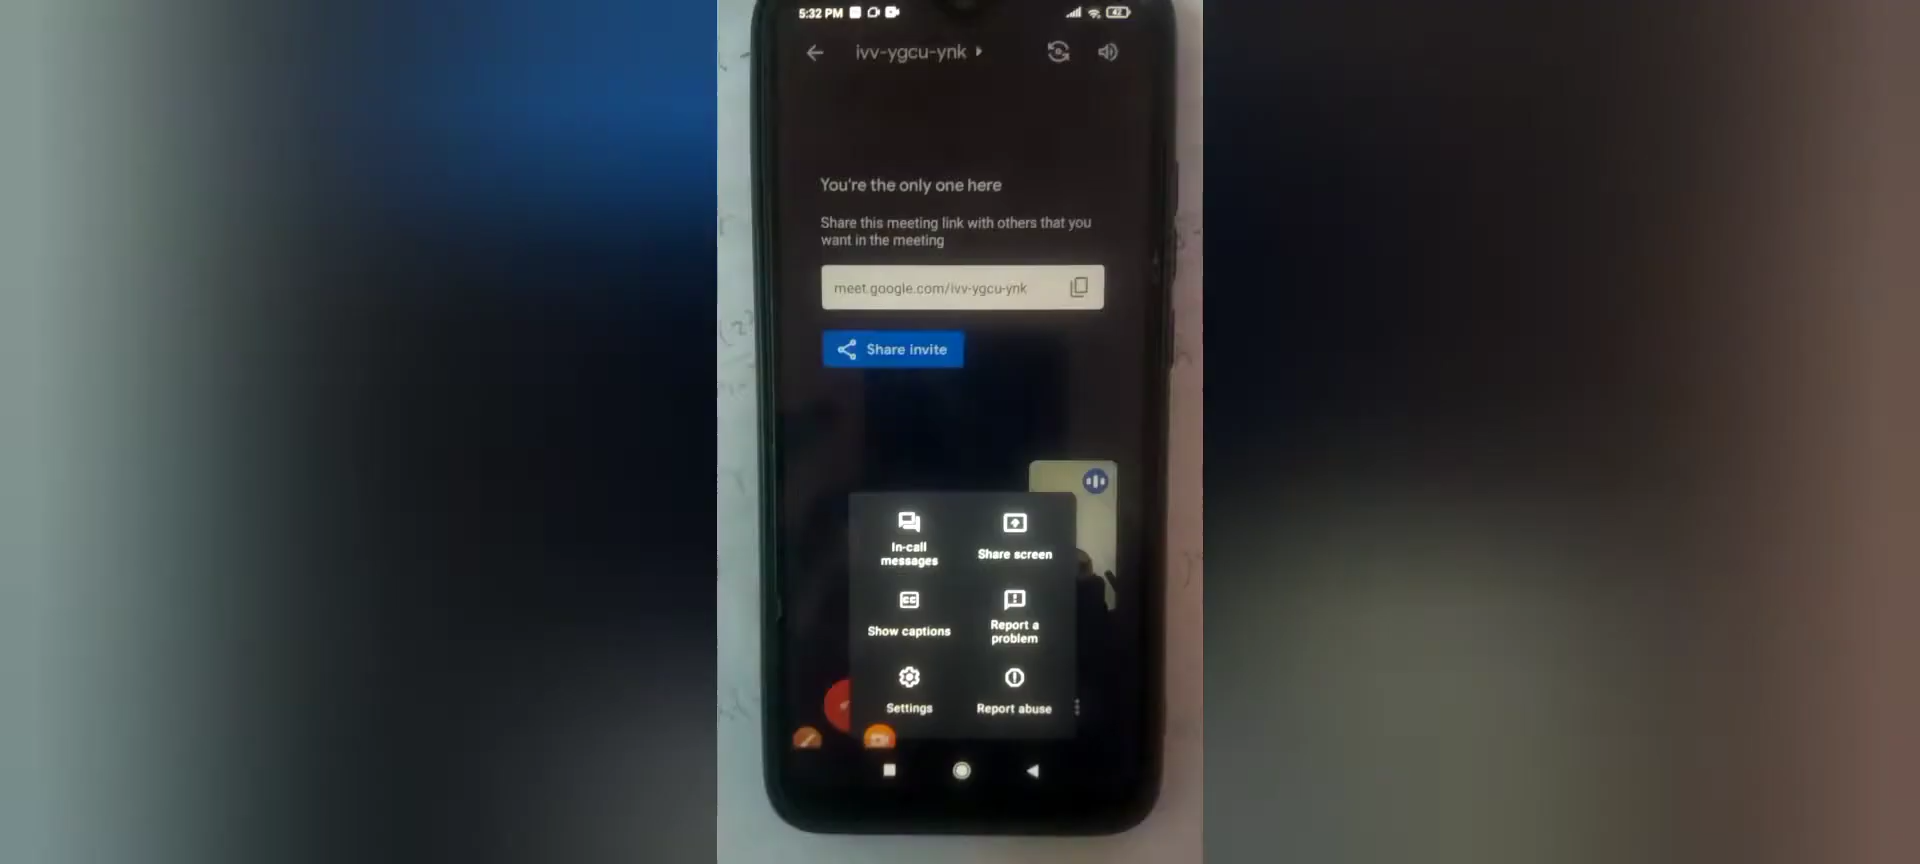 5:32 PM
42
ivv-ygcu-ynk
You're the only one here
Share this meeting link with others that you
want in the meeting
meet.google.com/ivv-ygcu-ynk
Share invite
In-call
messages
Share screen
Show captions
Report a
problem
Settings
Report abuse